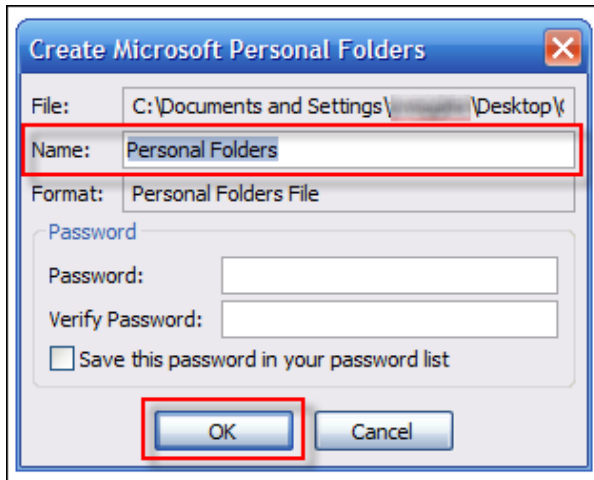 Create Microsoft Personal Folders
File: C:\Documents and Settings\ \Desktop\
Name: Personal Folders
Format: Personal Folders File
Password
Password:
Verify Password:
Save this password in your password list
OK Cancel